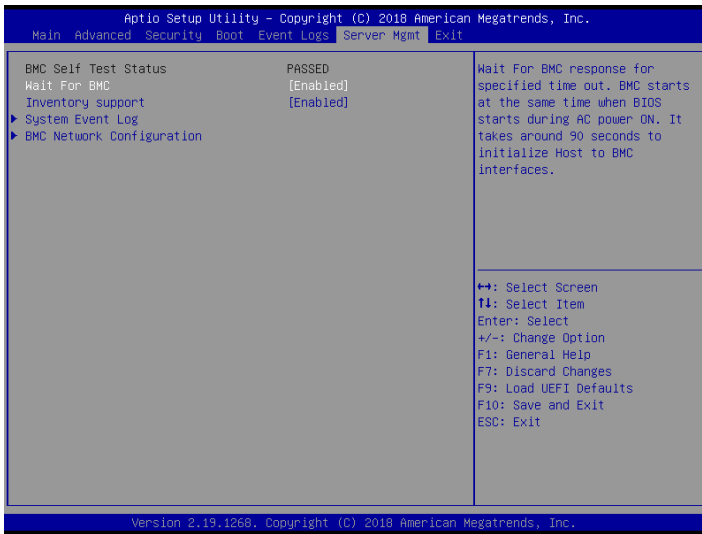 Aptio Setup Utility – Copyright (C) 2018 American Megatrends, Inc.
Main Advanced Security Boot Event Logs Server Mgmt Exit
BMC Self Test Status PASSED
Wait For BMC [Enabled]
Inventory support [Enabled]
System Event Log
BMC Network Configuration
Wait For BMC response for
specified time out. BMC starts
at the same time when BIOS
starts during AC power ON. It
takes around 90 seconds to
initialize Host to BMC
interfaces.
↔: Select Screen
↑↓: Select Item
Enter: Select
+/-: Change Option
F1: General Help
F7: Discard Changes
F9: Load UEFI Defaults
F10: Save and Exit
ESC: Exit
Version 2.19.1268. Copyright (C) 2018 American Megatrends, Inc.